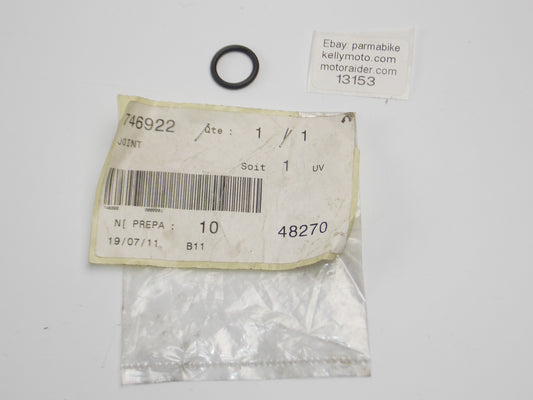 Ebay: parmabike
kellymoto.com
motoraider.com
13153
746922 Qte : 1 / 1
JOINT
Soit 1 UV
N[ PREPA : 10
48270
19/07/11 B11